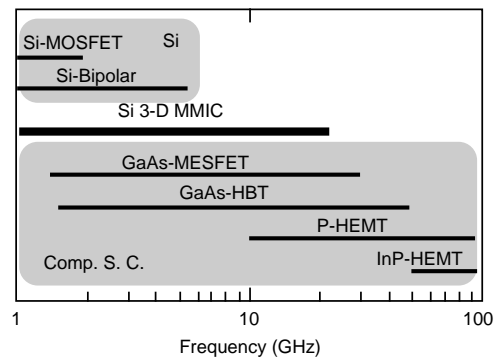 Si-MOSFET Si
Si-Bipolar
Si 3-D MMIC
GaAs-MESFET
GaAs-HBT
P-HEMT
InP-HEMT
Comp. S. C.
1 10 100
Frequency (GHz)